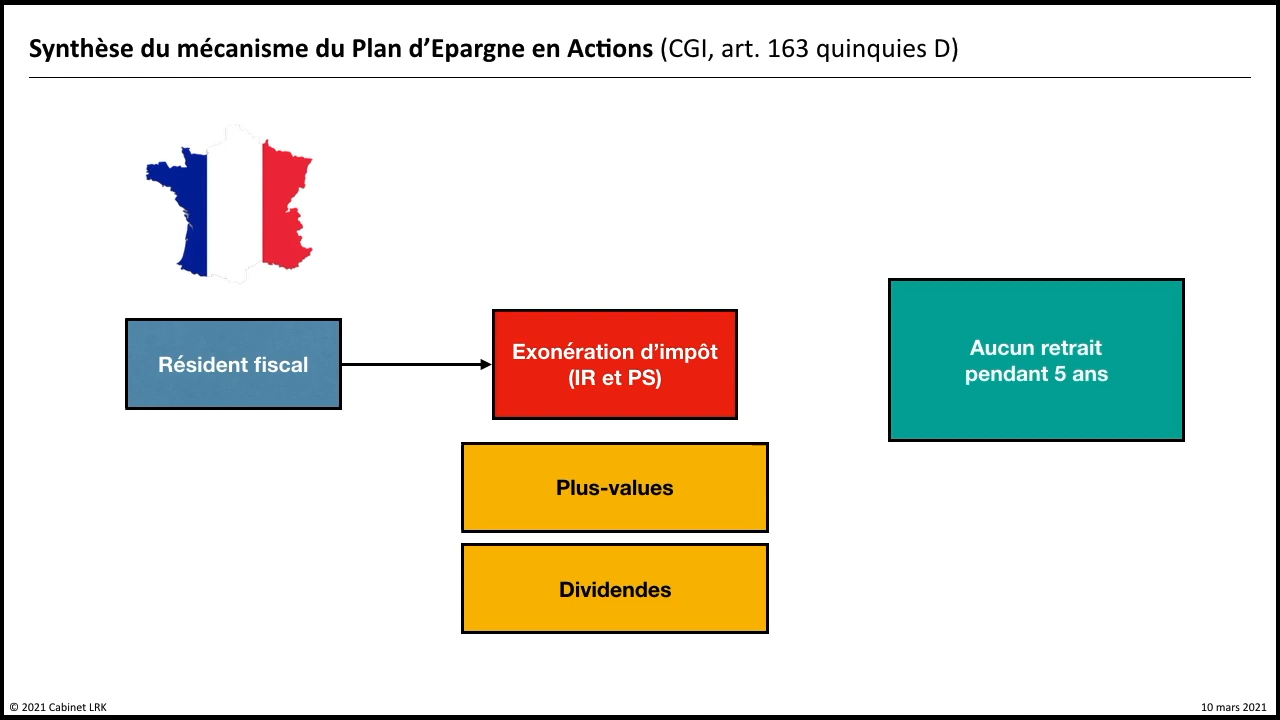 Synthèse du mécanisme du Plan d’Epargne en Actions (CGI, art. 163 quinquies D)
Résident fiscal
Exonération d’impôt
(IR et PS)
Aucun retrait
pendant 5 ans
Plus-values
Dividendes
© 2021 Cabinet LRK
10 mars 2021